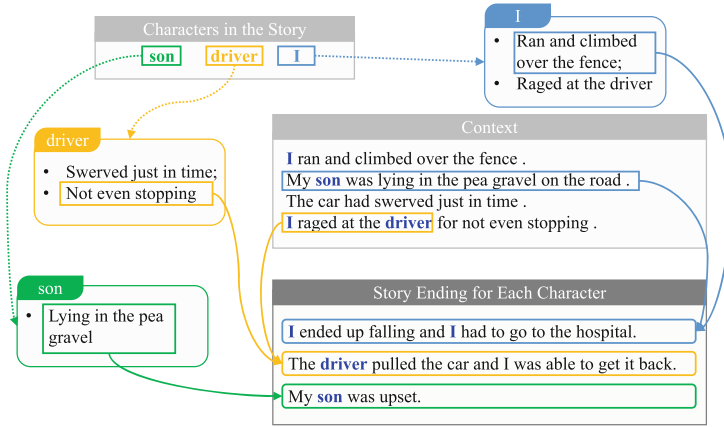 Characters in the Story
son driver I
I
• Ran and climbed
over the fence;
• Raged at the driver
driver
• Swerved just in time;
• Not even stopping
Context
I ran and climbed over the fence .
My son was lying in the pea gravel on the road .
The car had swerved just in time .
I raged at the driver for not even stopping .
son
• Lying in the pea
gravel
Story Ending for Each Character
I ended up falling and I had to go to the hospital.
The driver pulled the car and I was able to get it back.
My son was upset.